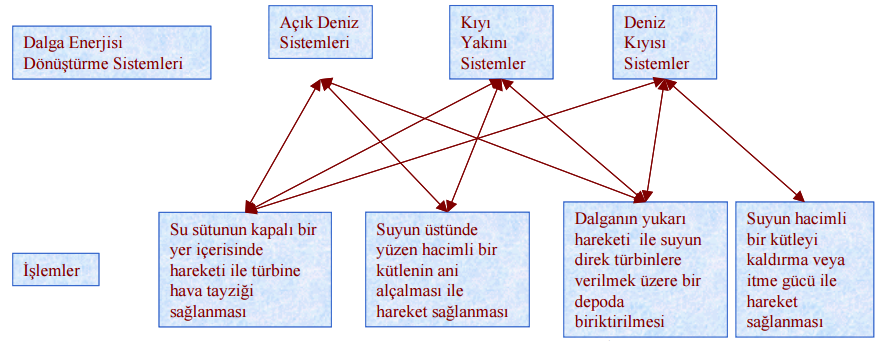 Dalga Enerjisi
Dönüştürme Sistemleri
Açık Deniz
Sistemleri
Kıyı
Yakını
Sistemler
Deniz
Kıyısı
Sistemler
İşlemler
Su sütunun kapalı bir
yer içerisinde
hareketi ile türbine
hava tayziği
sağlanması
Suyun üstünde
yüzen hacimli bir
kütlenin ani
alçalması ile
hareket sağlanması
Dalganın yukarı
hareketi ile suyun
direk türbinlere
verilmek üzere bir
depoda
biriktirilmesi
Suyun hacimli
bir kütleyi
kaldırma veya
itme gücü ile
hareket
sağlanması